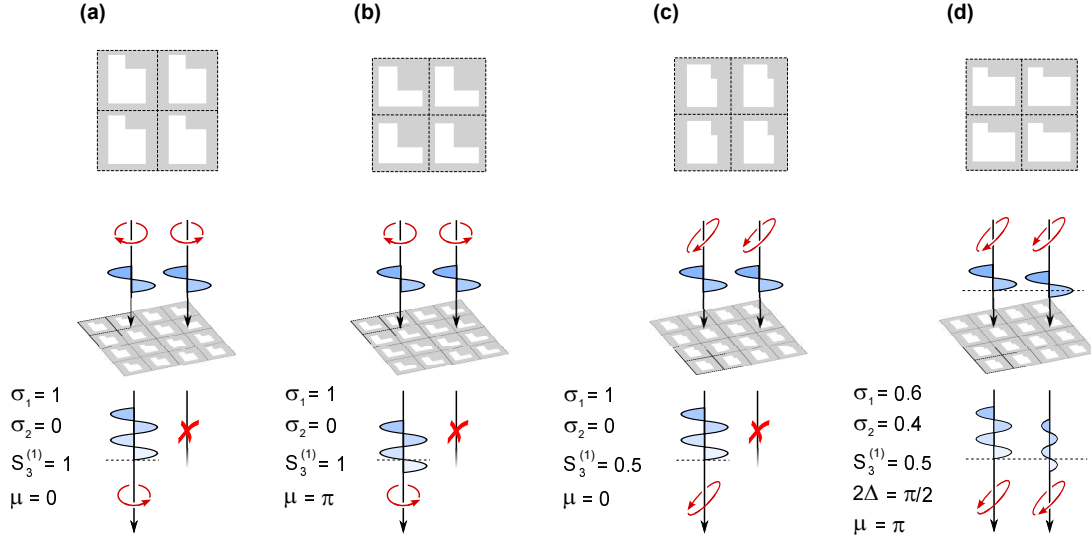 (a)
(b)
(c)
(d)
σ₁ = 1
σ₂ = 0
S₃⁽¹⁾ = 1
μ = 0
σ₁ = 1
σ₂ = 0
S₃⁽¹⁾ = 1
μ = π
σ₁ = 1
σ₂ = 0
S₃⁽¹⁾ = 0.5
μ = 0
σ₁ = 0.6
σ₂ = 0.4
S₃⁽¹⁾ = 0.5
2Δ = π/2
μ = π